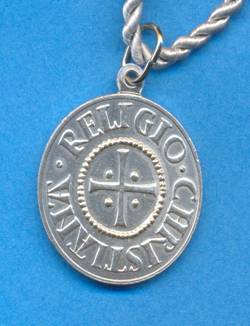 · RELIGIO · CHRISTIANA